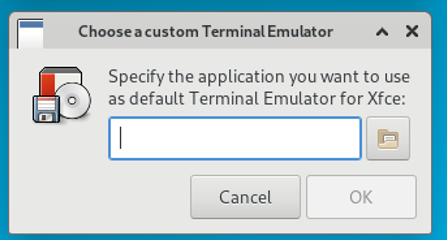 Choose a custom Terminal Emulator
Specify the application you want to use
as default Terminal Emulator for Xfce:
Cancel
OK